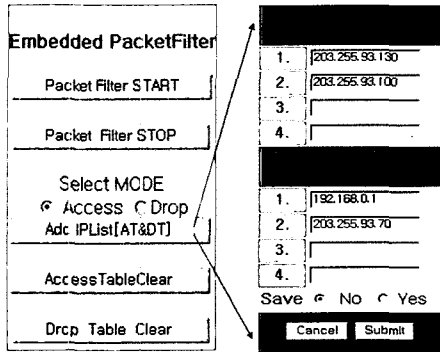 Embedded PacketFilter
Packet Filter START
Packet Filter STOP
Select MODE
Access Drop
Add IPList[AT&DT]
AccessTableClear
Drop Table Clear
1. 203.255.93.130
2. 203.255.93.100
3.
4.
1. 192.168.0.1
2. 203.255.93.70
3.
4.
Save No Yes
Cancel Submit